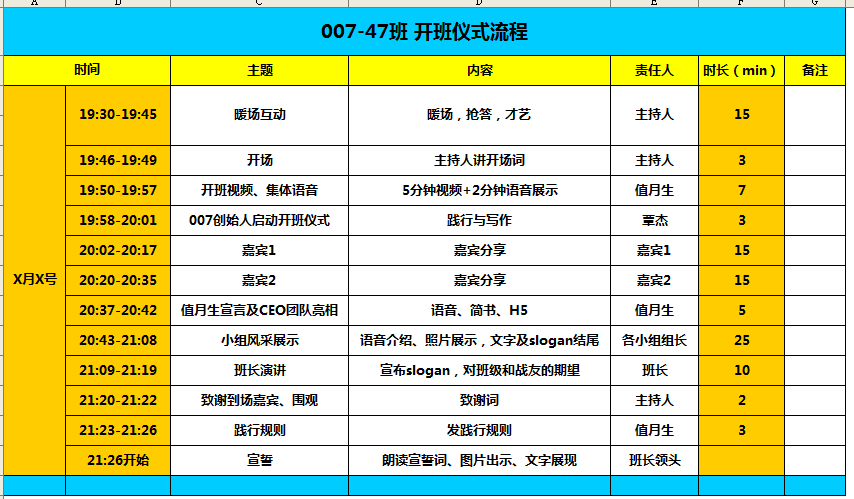 A B C D E F G
007-47班 开班仪式流程
时间 主题 内容 责任人 时长（min） 备注
19:30-19:45 暖场互动 暖场，抢答，才艺 主持人 15
19:46-19:49 开场 主持人讲开场词 主持人 3
19:50-19:57 开班视频、集体语音 5分钟视频+2分钟语音展示 值月生 7
19:58-20:01 007创始人启动开班仪式 践行与写作 覃杰 3
20:02-20:17 嘉宾1 嘉宾分享 嘉宾1 15
X月X号
20:20-20:35 嘉宾2 嘉宾分享 嘉宾2 15
20:37-20:42 值月生宣言及CEO团队亮相 语音、简书、H5 值月生 5
20:43-21:08 小组风采展示 语音介绍、照片展示，文字及slogan结尾 各小组组长 25
21:09-21:19 班长演讲 宣布slogan，对班级和战友的期望 班长 10
21:20-21:22 致谢到场嘉宾、围观 致谢词 主持人 2
21:23-21:26 践行规则 发践行规则 值月生 3
21:26开始 宣誓 朗读宣誓词、图片出示、文字展现 班长领头